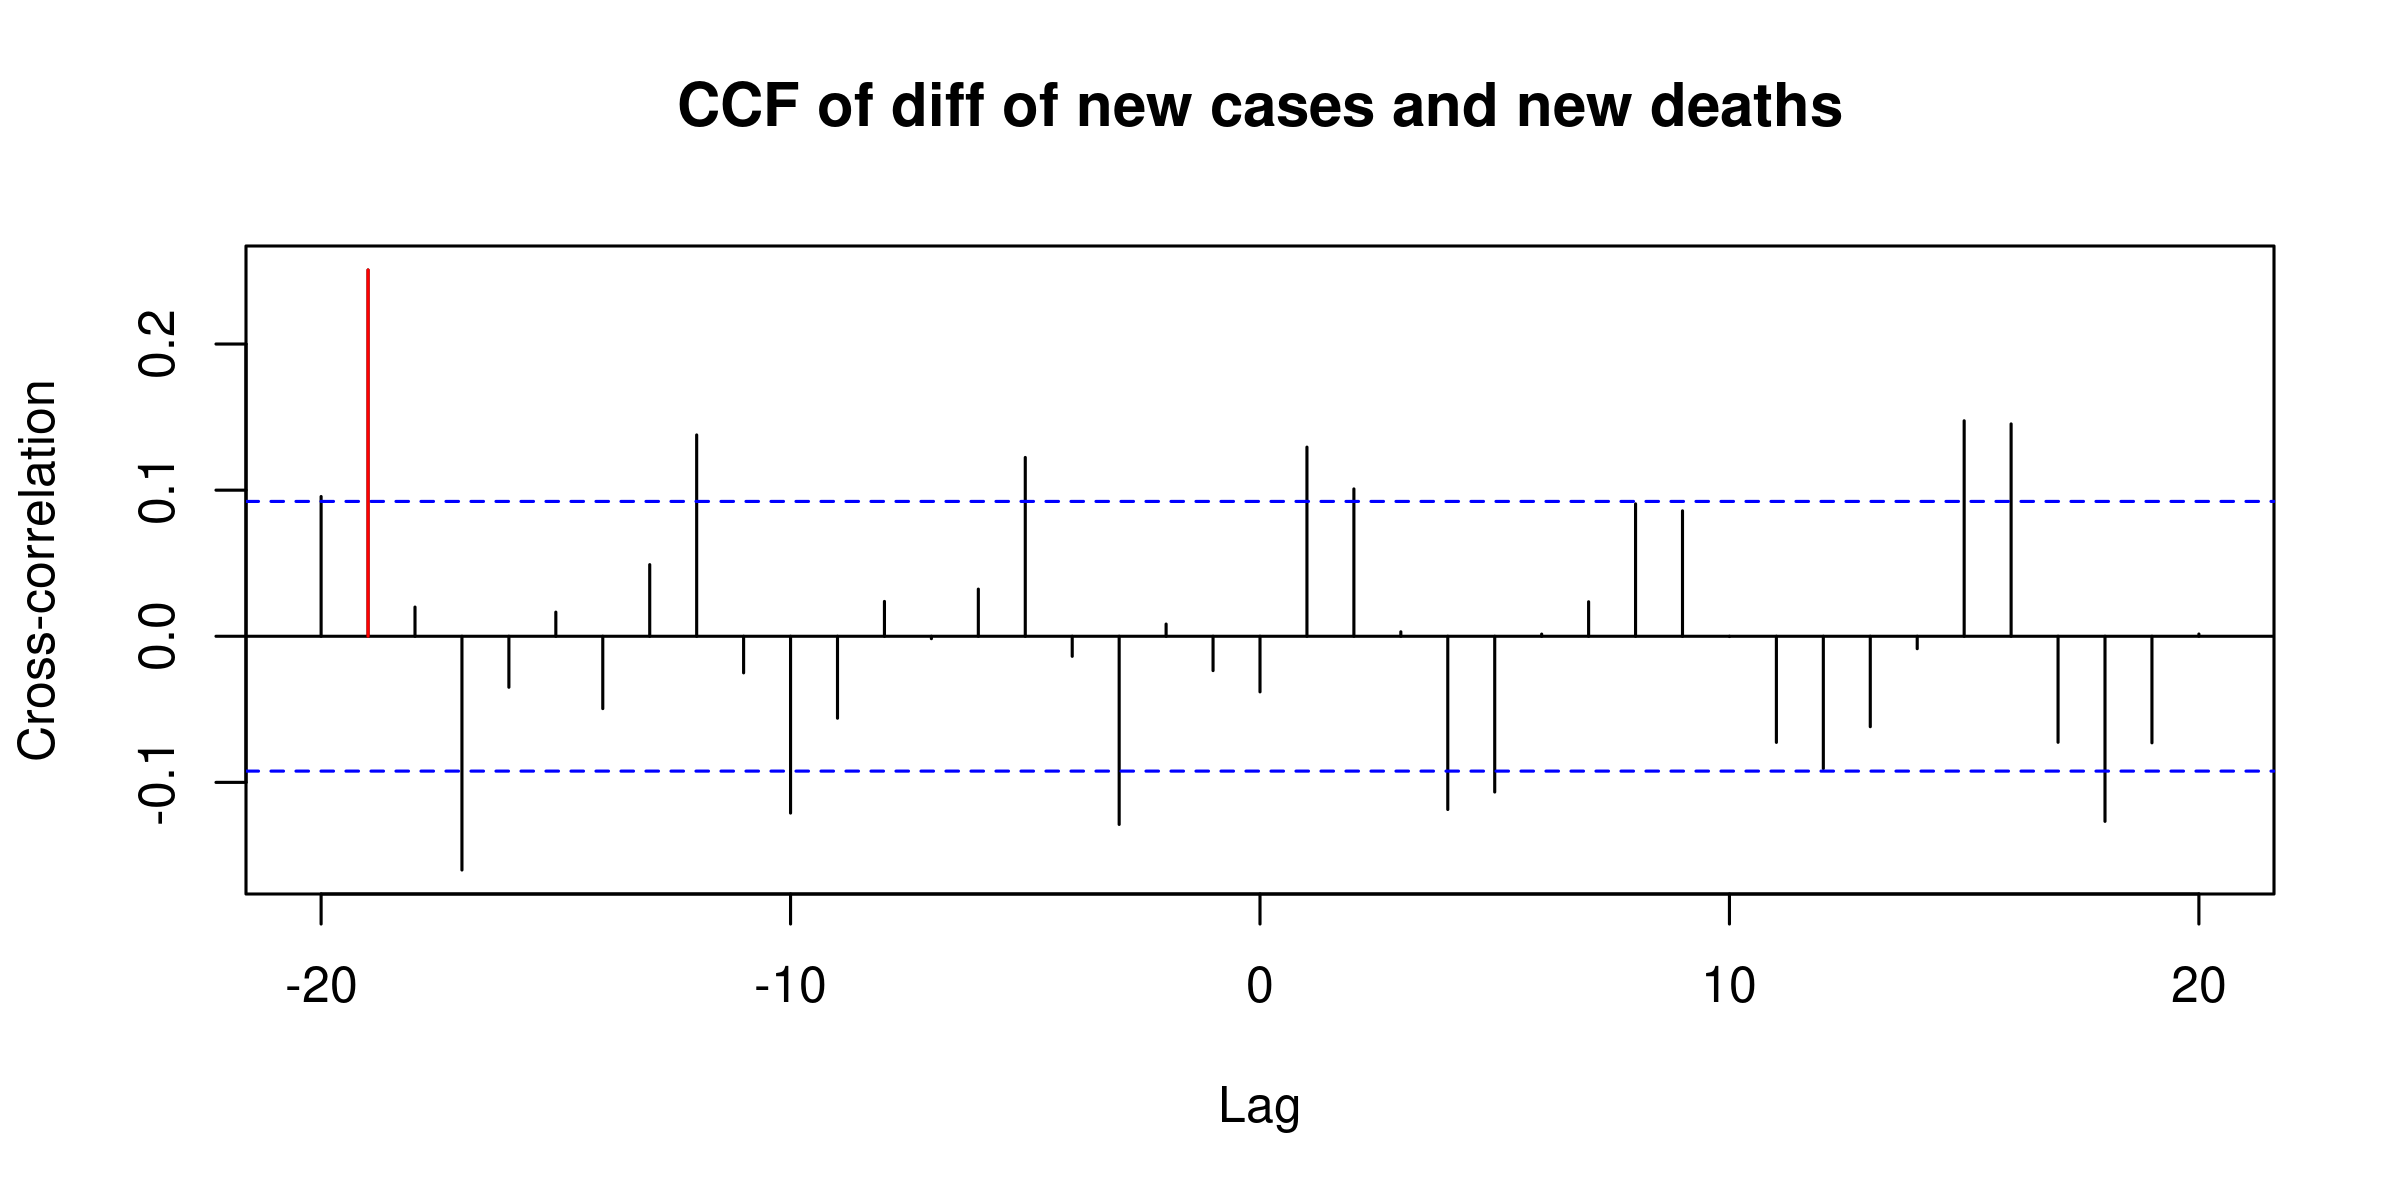 CCF of diff of new cases and new deaths
Cross-correlation
0.2
0.1
0.0
-0.1
-20 -10 0 10 20
Lag